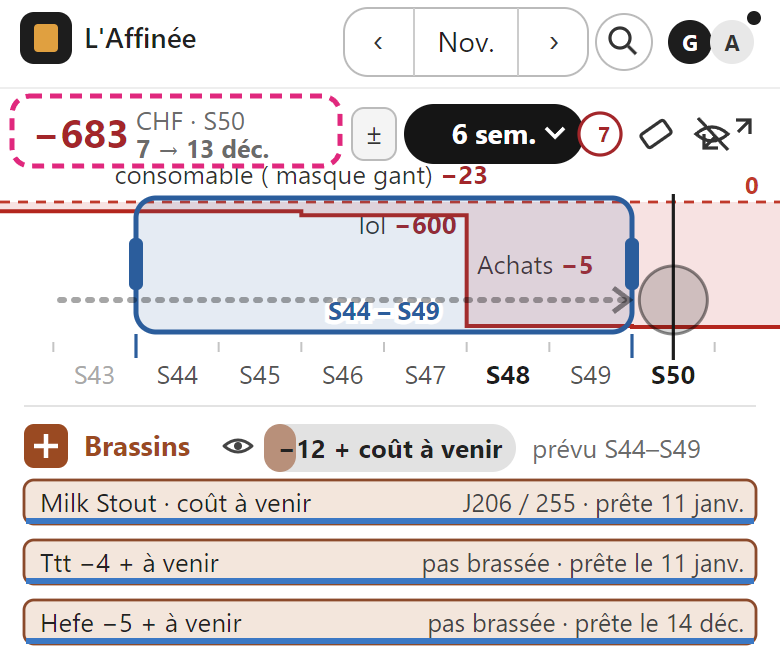 L'Affinée
‹ Nov. ›
G A
−683 CHF · S50
7 → 13 déc.
± 6 sem. 7
consomable ( masque gant) −23
0
lol −600
Achats −5
S44 – S49
S43 S44 S45 S46 S47 S48 S49 S50
+ Brassins −12 + coût à venir prévu S44–S49
Milk Stout · coût à venir J206 / 255 · prête 11 janv.
Ttt −4 + à venir pas brassée · prête le 11 janv.
Hefe −5 + à venir pas brassée · prête le 14 déc.